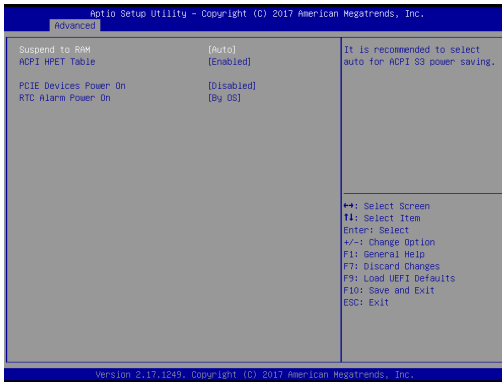 Aptio Setup Utility – Copyright (C) 2017 American Megatrends, Inc.
Advanced
Suspend to RAM [Auto]
ACPI HPET Table [Enabled]
PCIE Devices Power On [Disabled]
RTC Alarm Power On [By OS]
It is recommended to select
auto for ACPI S3 power saving.
↔: Select Screen
↑↓: Select Item
Enter: Select
+/-: Change Option
F1: General Help
F7: Discard Changes
F9: Load UEFI Defaults
F10: Save and Exit
ESC: Exit
Version 2.17.1249. Copyright (C) 2017 American Megatrends, Inc.